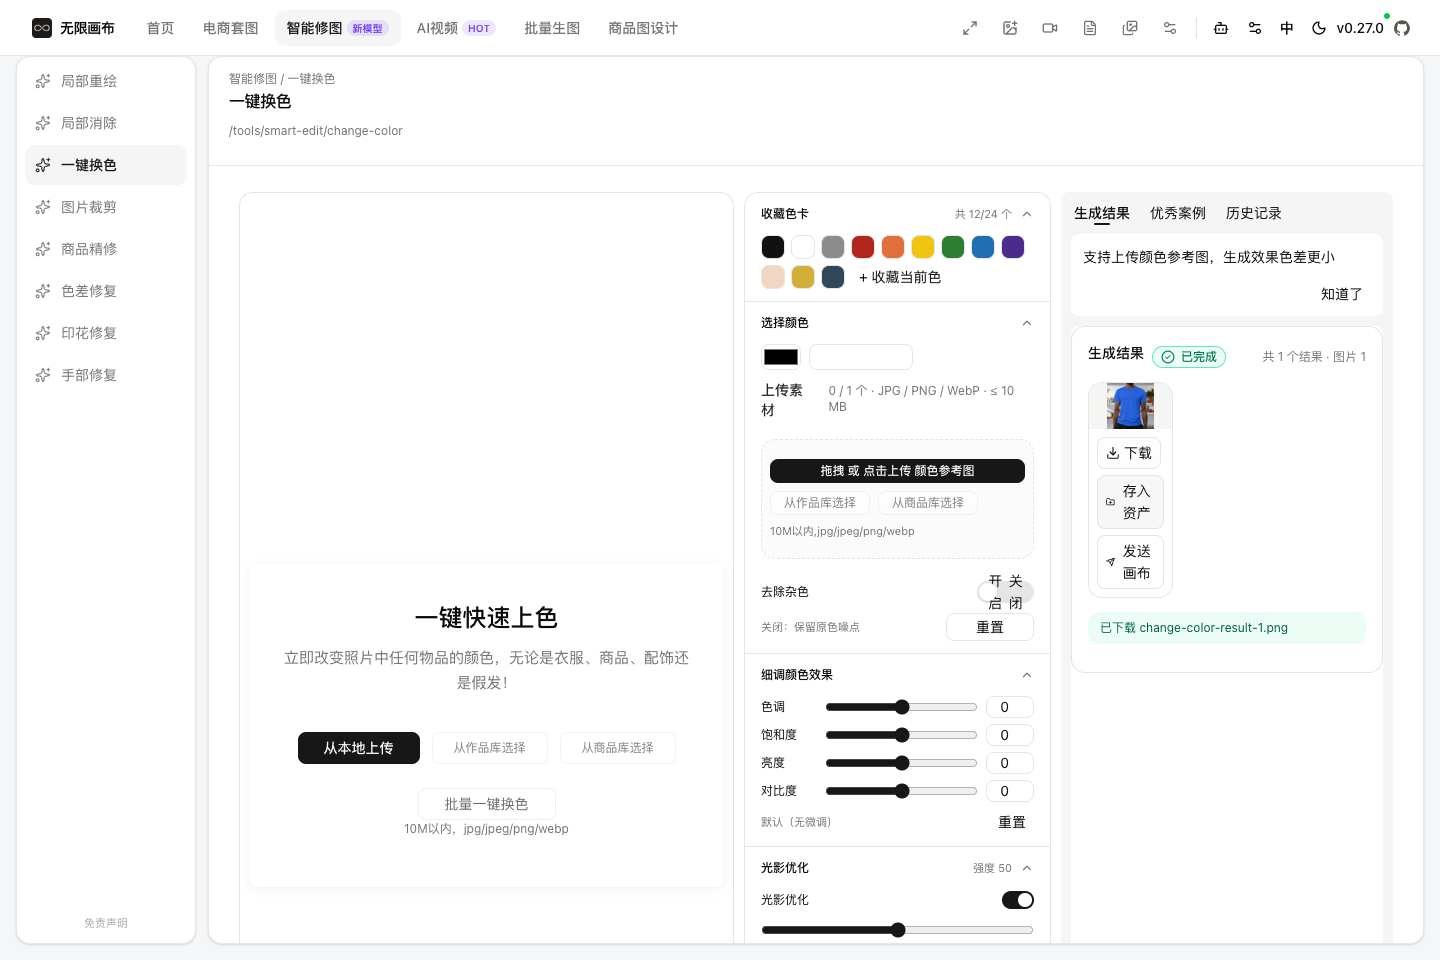 无限画布
首页
电商套图
智能修图 新模型
AI视频 HOT
批量生图
商品图设计
中
v0.27.0
局部重绘
局部消除
一键换色
图片裁剪
商品精修
色差修复
印花修复
手部修复
免责声明
智能修图 / 一键换色
一键换色
/tools/smart-edit/change-color
一键快速上色
立即改变照片中任何物品的颜色，无论是衣服、商品、配饰还
是假发！
从本地上传
从作品库选择
从商品库选择
批量一键换色
10M以内，jpg/jpeg/png/webp
收藏色卡
共 12/24 个
+ 收藏当前色
选择颜色
上传素
材
0 / 1 个 · JPG / PNG / WebP · ≤ 10
MB
拖拽 或 点击上传 颜色参考图
从作品库选择
从商品库选择
10M以内,jpg/jpeg/png/webp
去除杂色
开 关
启 闭
关闭：保留原色噪点
重置
细调颜色效果
色调
0
饱和度
0
亮度
0
对比度
0
默认（无微调）
重置
光影优化
强度 50
光影优化
生成结果
优秀案例
历史记录
支持上传颜色参考图，生成效果色差更小
知道了
生成结果
已完成
共 1 个结果 · 图片 1
下载
存入
资产
发送
画布
已下载 change-color-result-1.png